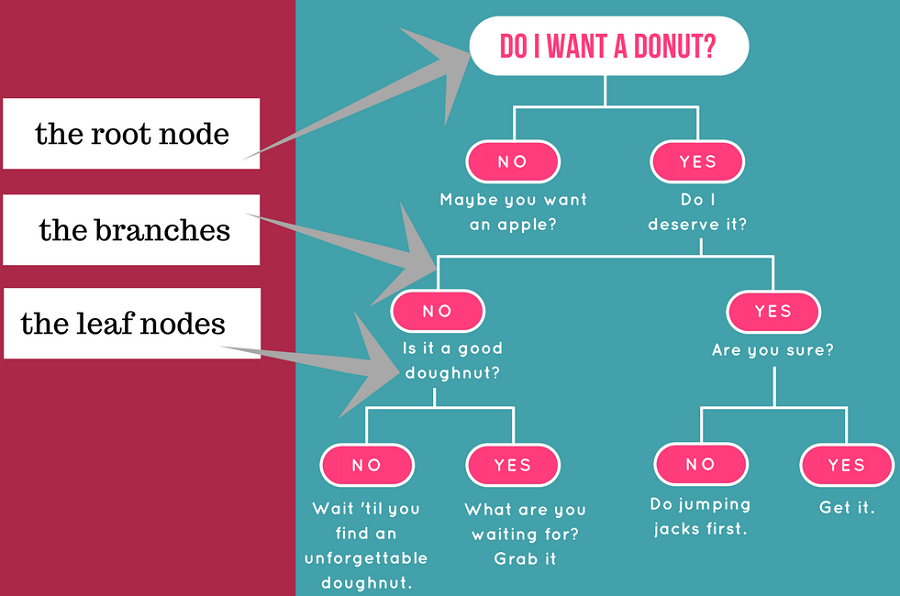 DO I WANT A DONUT?
the root node
NO
YES
Maybe you want
an apple?
Do I
deserve it?
the branches
the leaf nodes
NO
YES
Is it a good
doughnut?
Are you sure?
NO
YES
NO
YES
Wait 'til you
find an
unforgettable
doughnut.
What are you
waiting for?
Grab it
Do jumping
jacks first.
Get it.